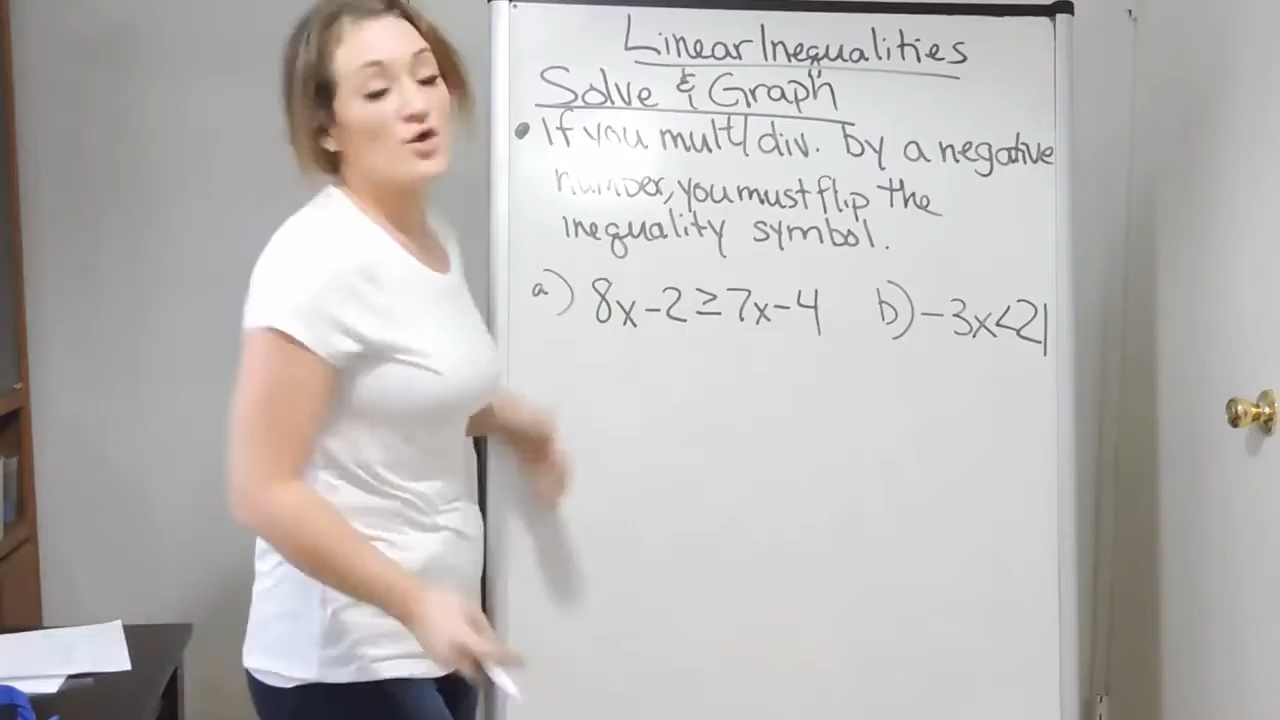 Linear Inequalities
Solve & Graph
• If you mult/div. by a negative
number, you must flip the
inequality symbol.
a) 8x-2≥7x-4 b) -3x<21